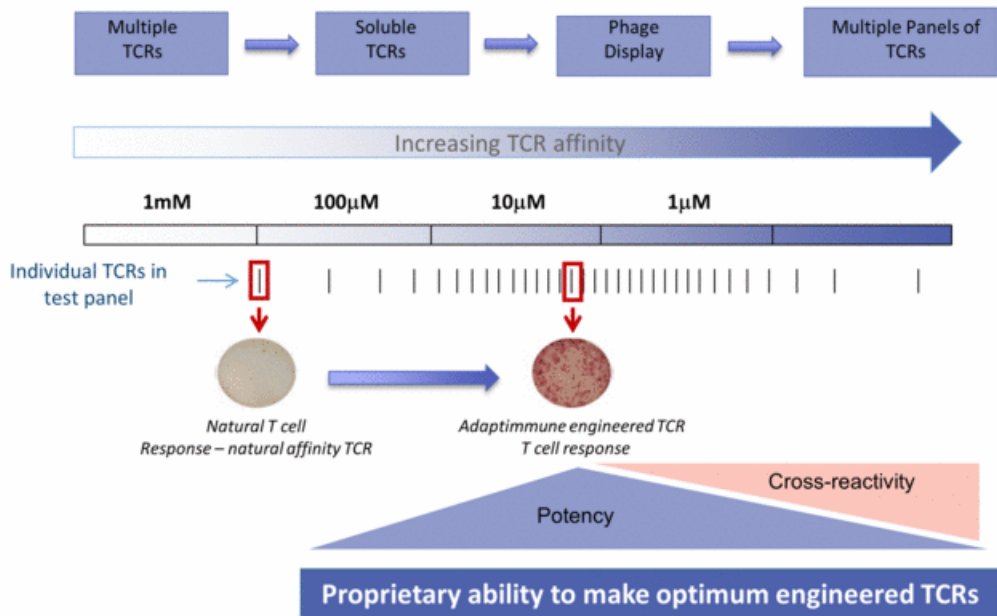 Multiple
TCRs
Soluble
TCRs
Phage
Display
Multiple Panels of
TCRs
Increasing TCR affinity
1mM
100μM
10μM
1μM
Individual TCRs in
test panel
Natural T cell
Response – natural affinity TCR
Adaptimmune engineered TCR
T cell response
Cross-reactivity
Potency
Proprietary ability to make optimum engineered TCRs